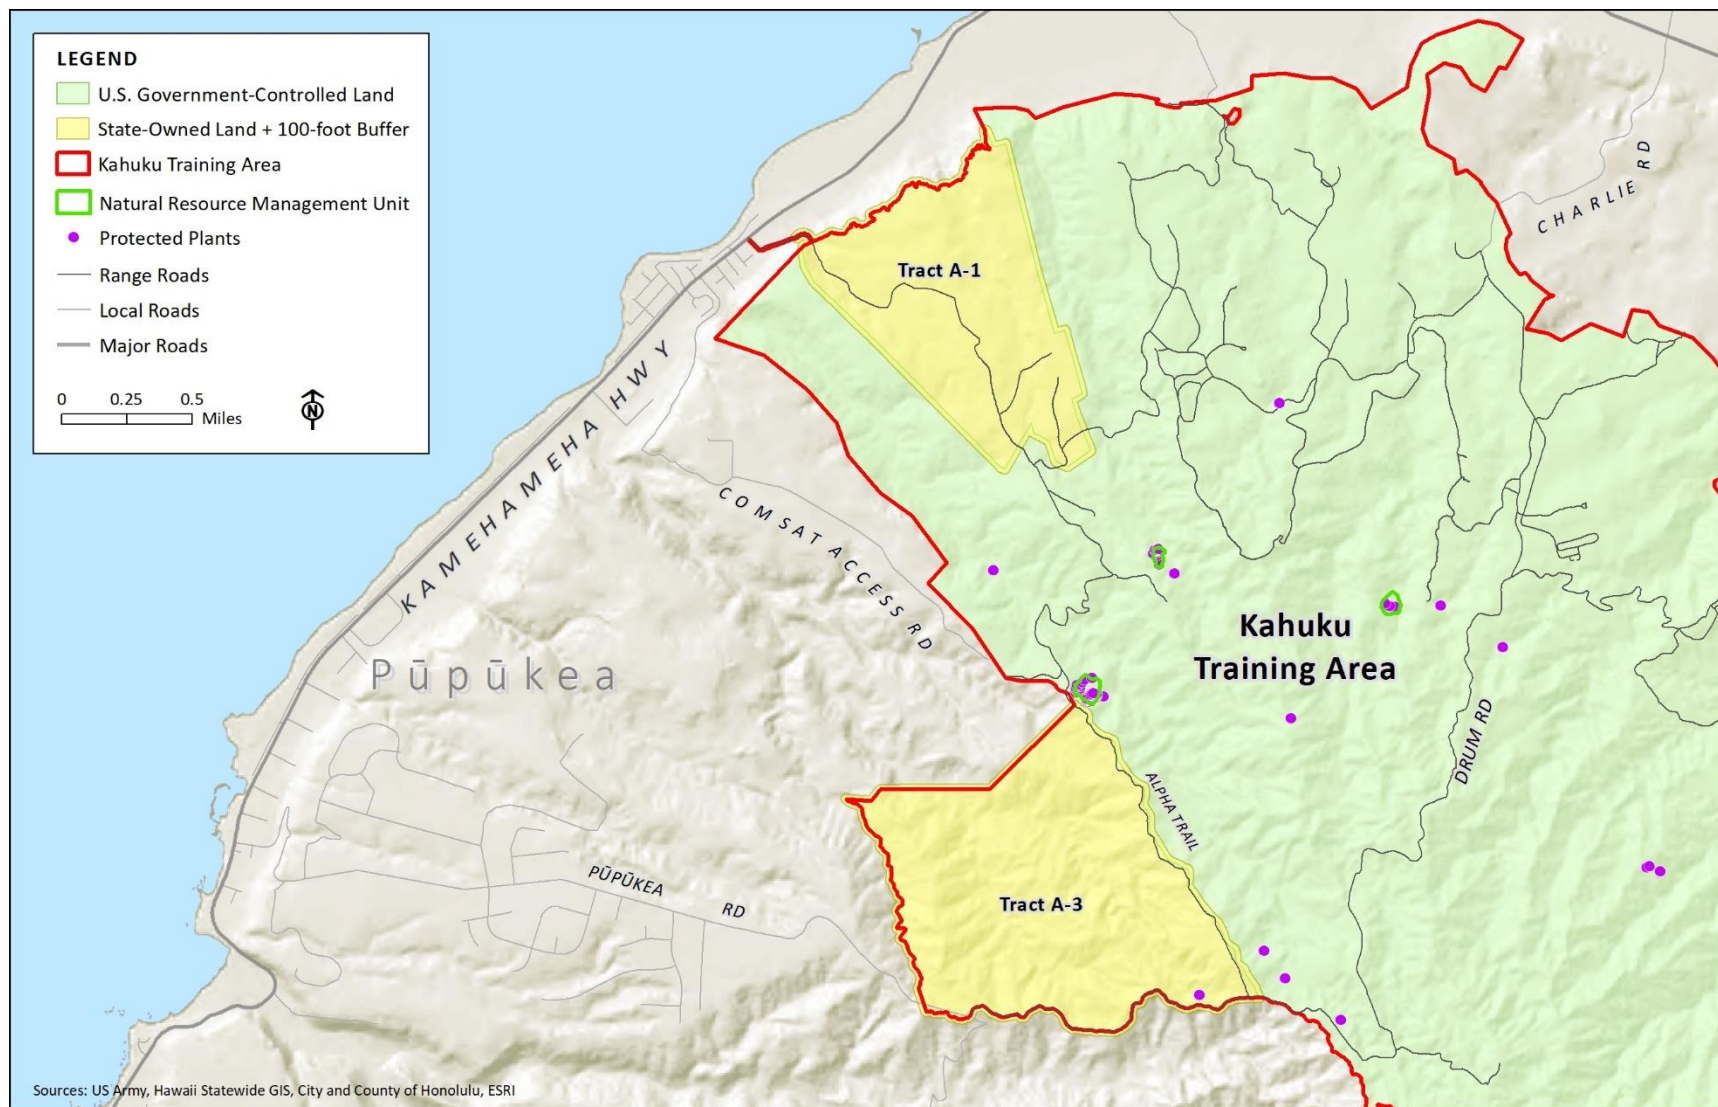 LEGEND
U.S. Government-Controlled Land
State-Owned Land + 100-foot Buffer
Kahuku Training Area
Natural Resource Management Unit
Protected Plants
Range Roads
Local Roads
Major Roads
0 0.25 0.5
Miles
N
CHARLIE RD
Tract A-1
KAMEHAMEHA HWY
COMSAT ACCESS RD
Kahuku
Training Area
Pūpūkea
DRUM RD
ALPHA TRAIL
PŪPŪKEA RD
Tract A-3
Sources: US Army, Hawaii Statewide GIS, City and County of Honolulu, ESRI